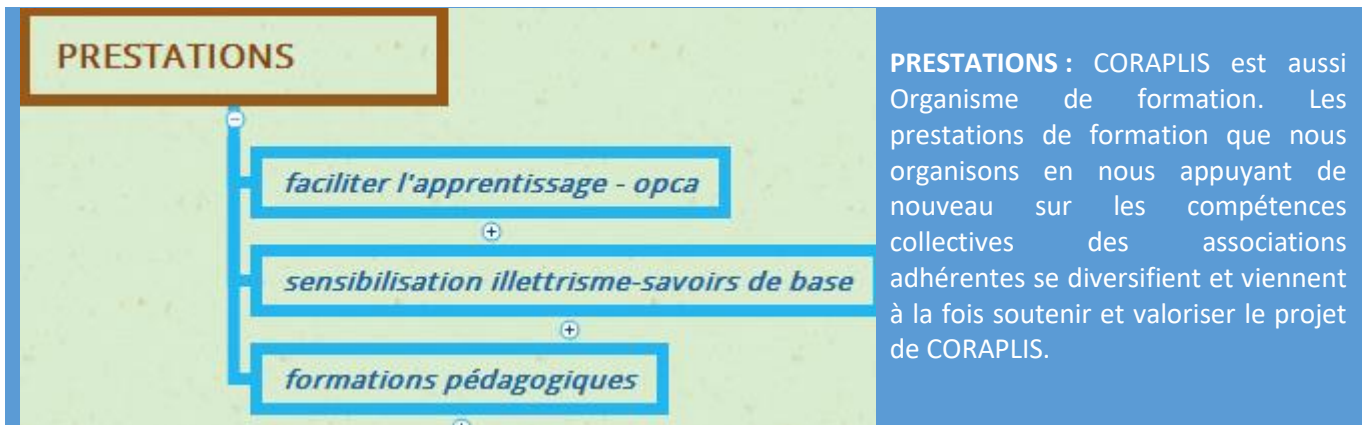 PRESTATIONS
faciliter l'apprentissage - opca
sensibilisation illettrisme-savoirs de base
formations pédagogiques
PRESTATIONS : CORAPLIS est aussi
Organisme de formation. Les
prestations de formation que nous
organisons en nous appuyant de
nouveau sur les compétences
collectives des associations
adhérentes se diversifient et viennent
à la fois soutenir et valoriser le projet
de CORAPLIS.